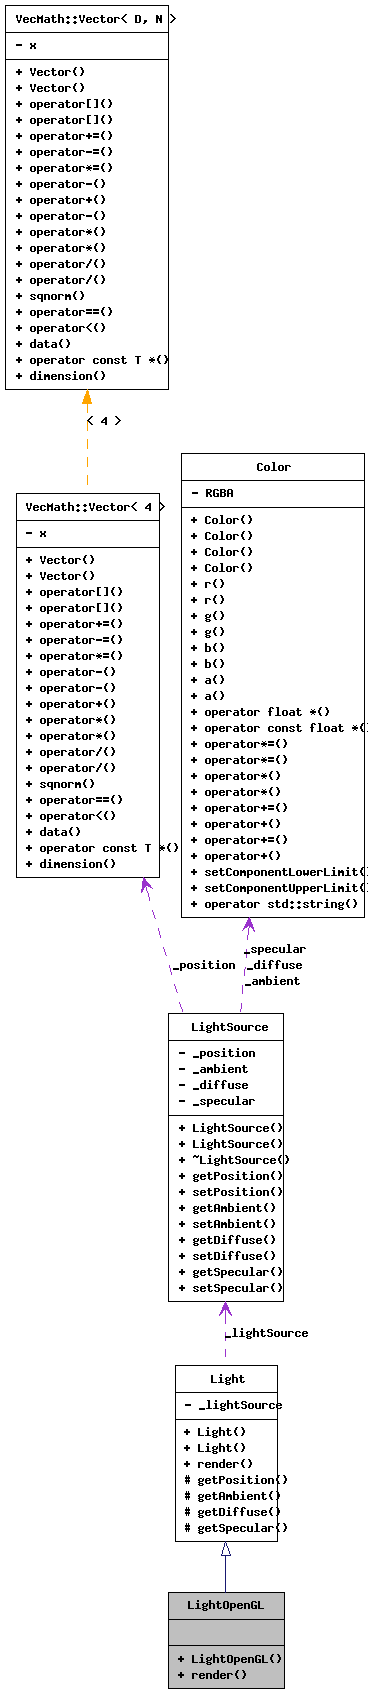 VecMath::Vector< D, N >
- x
+ Vector()
+ Vector()
+ operator[]()
+ operator[]()
+ operator+=()
+ operator-=()
+ operator*=()
+ operator-()
+ operator+()
+ operator-()
+ operator*()
+ operator*()
+ operator/()
+ operator/()
+ sqnorm()
+ operator==()
+ operator<()
+ data()
+ operator const T *()
+ dimension()
< 4 >
VecMath::Vector< 4 >
- x
+ Vector()
+ Vector()
+ operator[]()
+ operator[]()
+ operator+=()
+ operator-=()
+ operator*=()
+ operator-()
+ operator-()
+ operator+()
+ operator*()
+ operator*()
+ operator/()
+ operator/()
+ sqnorm()
+ operator==()
+ operator<()
+ data()
+ operator const T *()
+ dimension()
Color
- RGBA
+ Color()
+ Color()
+ Color()
+ Color()
+ r()
+ r()
+ g()
+ g()
+ b()
+ b()
+ a()
+ a()
+ operator float *()
+ operator const float *()
+ operator*=()
+ operator*=()
+ operator*()
+ operator*()
+ operator+=()
+ operator+()
+ operator+=()
+ operator+()
+ setComponentLowerLimit()
+ setComponentUpperLimit()
+ operator std::string()
_position
_specular
_diffuse
_ambient
LightSource
- _position
- _ambient
- _diffuse
- _specular
+ LightSource()
+ LightSource()
+ ~LightSource()
+ getPosition()
+ setPosition()
+ getAmbient()
+ setAmbient()
+ getDiffuse()
+ setDiffuse()
+ getSpecular()
+ setSpecular()
_lightSource
Light
- _lightSource
+ Light()
+ Light()
+ render()
# getPosition()
# getAmbient()
# getDiffuse()
# getSpecular()
LightOpenGL
+ LightOpenGL()
+ render()